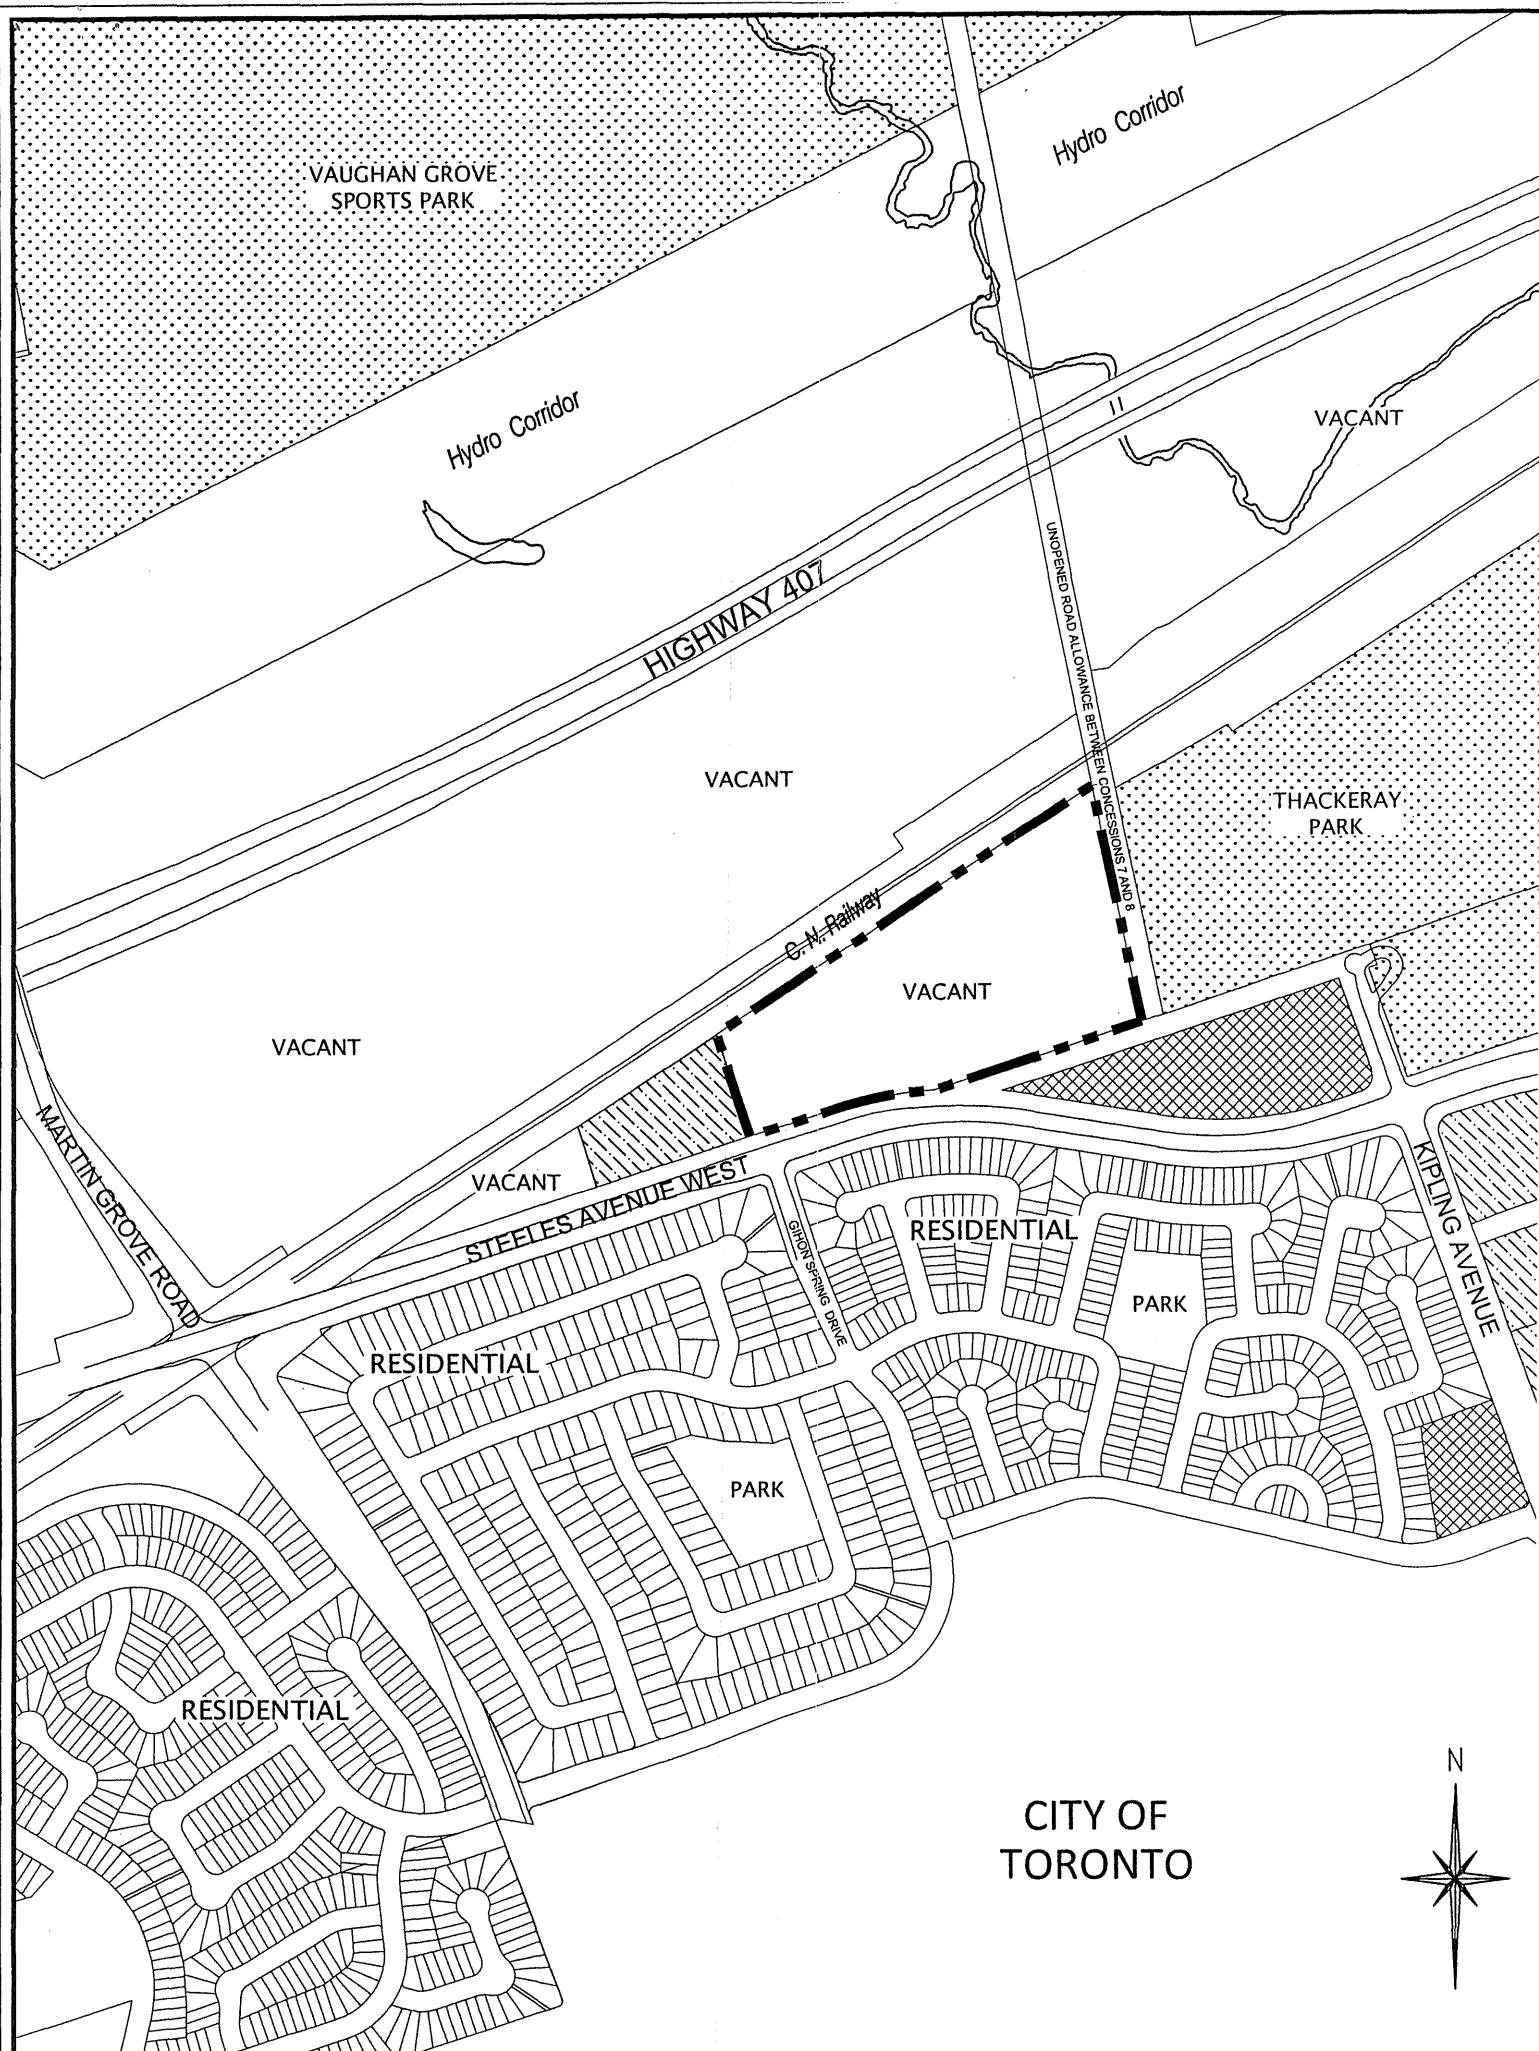 Hydro Corridor
VAUGHAN GROVE
SPORTS PARK
Hydro Corridor
VACANT
HIGHWAY 407
UNOPENED ROAD ALLOWANCE BETWEEN CONCESSIONS 7 AND 8
VACANT
THACKERAY
PARK
C. N. Railway
VACANT
VACANT
MARTIN GROVE ROAD
VACANT
STEELES AVENUE WEST
KIPLING AVENUE
GIHON SPRING DRIVE
RESIDENTIAL
PARK
RESIDENTIAL
PARK
RESIDENTIAL
N
CITY OF
TORONTO